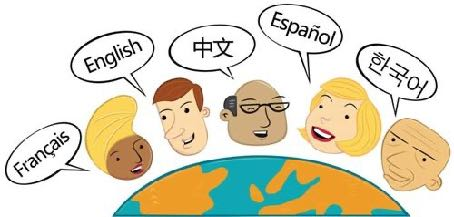 Français
English
中文
Español
한국어